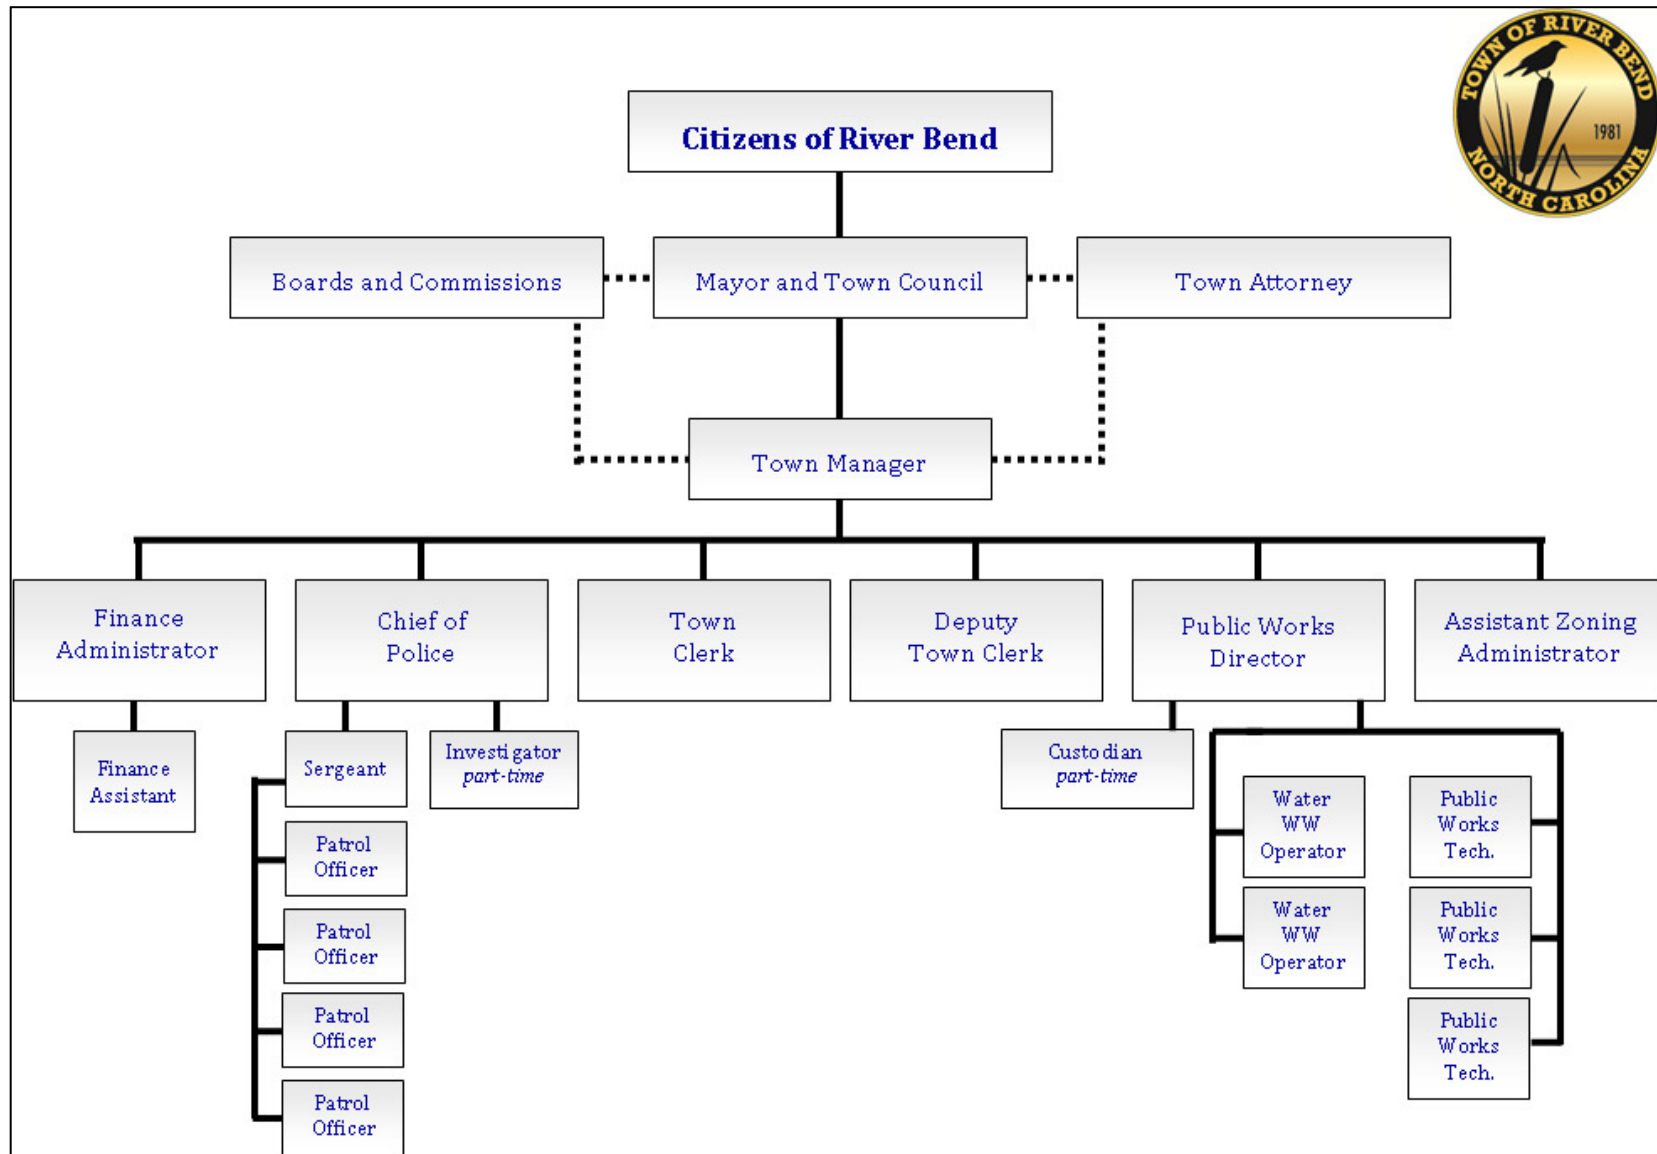 TOWN OF RIVER BEND
1981
NORTH CAROLINA
Citizens of River Bend
Boards and Commissions
Mayor and Town Council
Town Attorney
Town Manager
Finance
Administrator
Chief of
Police
Town
Clerk
Deputy
Town Clerk
Public Works
Director
Assistant Zoning
Administrator
Finance
Assistant
Sergeant
Investigator
part-time
Custodian
part-time
Patrol
Officer
Patrol
Officer
Patrol
Officer
Patrol
Officer
Water
WW
Operator
Water
WW
Operator
Public
Works
Tech.
Public
Works
Tech.
Public
Works
Tech.